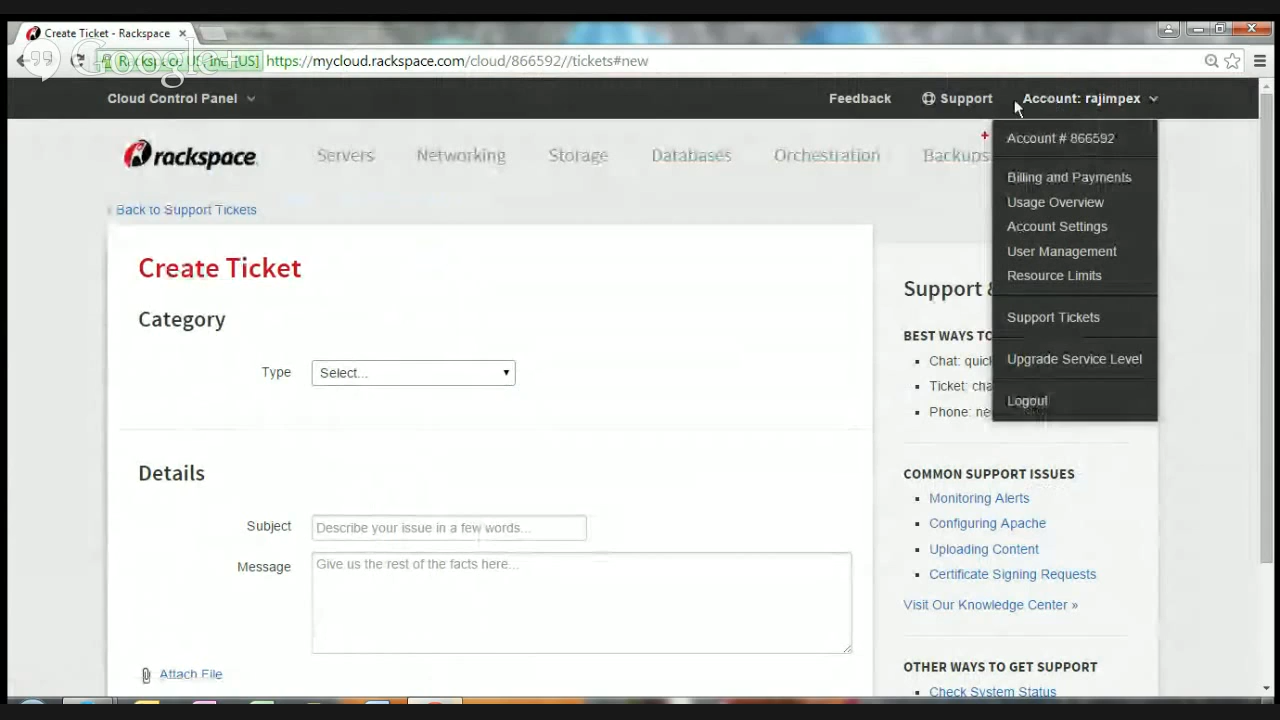 Create Ticket - Rackspace
Google+
[US] https://mycloud.rackspace.com/cloud/866592//tickets#new
Cloud Control Panel
Feedback
Support
Account: rajimpex
rackspace
Servers
Networking
Storage
Databases
Orchestration
Backups
Account # 866592
Billing and Payments
Usage Overview
Account Settings
User Management
Resource Limits
Support Tickets
Upgrade Service Level
Logout
Back to Support Tickets
Create Ticket
Category
Type
Select...
Details
Subject
Describe your issue in a few words...
Message
Give us the rest of the facts here...
Attach File
Support
BEST WAYS TO
Chat: quic
Ticket: cha
Phone: ne
COMMON SUPPORT ISSUES
Monitoring Alerts
Configuring Apache
Uploading Content
Certificate Signing Requests
Visit Our Knowledge Center »
OTHER WAYS TO GET SUPPORT
Check System Status